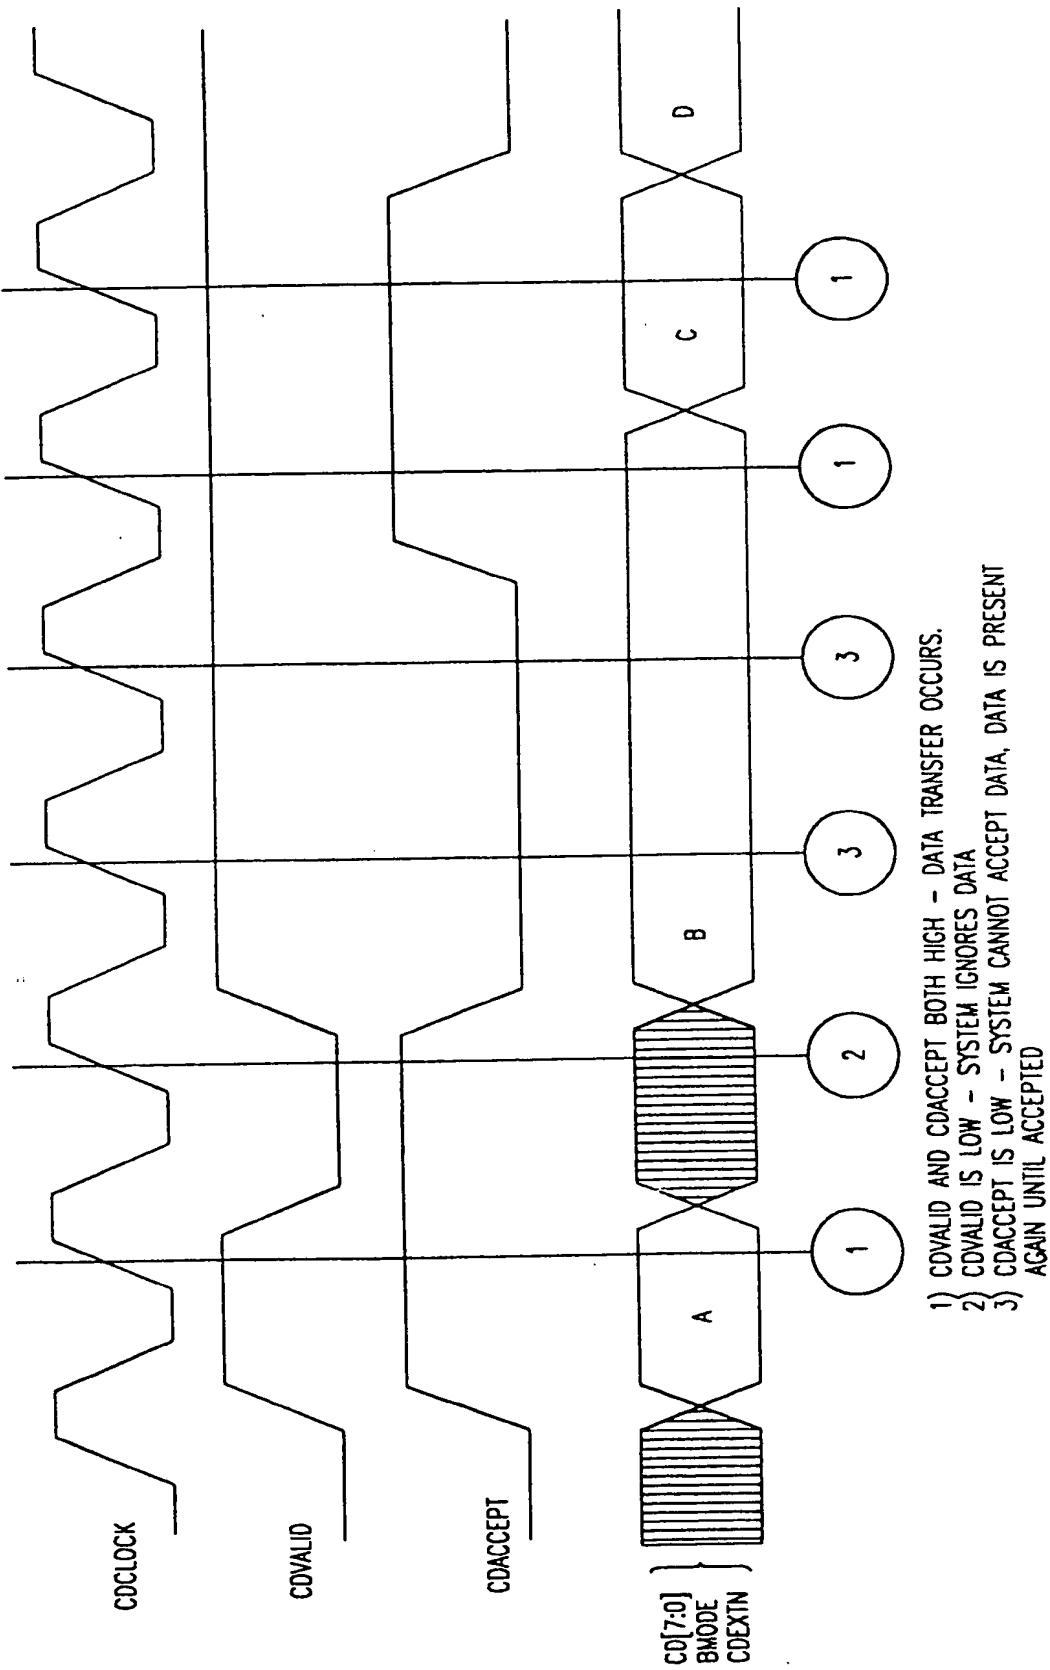 CDCLOCK
CDVALID
CDACCEPT
CD[7:0]
BMODE
CDEXTN
A
B
C
D
1
2
3
3
1
1
1) CDVALID AND CDACCEPT BOTH HIGH - DATA TRANSFER OCCURS.
2) CDVALID IS LOW - SYSTEM IGNORES DATA
3) CDACCEPT IS LOW - SYSTEM CANNOT ACCEPT DATA, DATA IS PRESENT
AGAIN UNTIL ACCEPTED